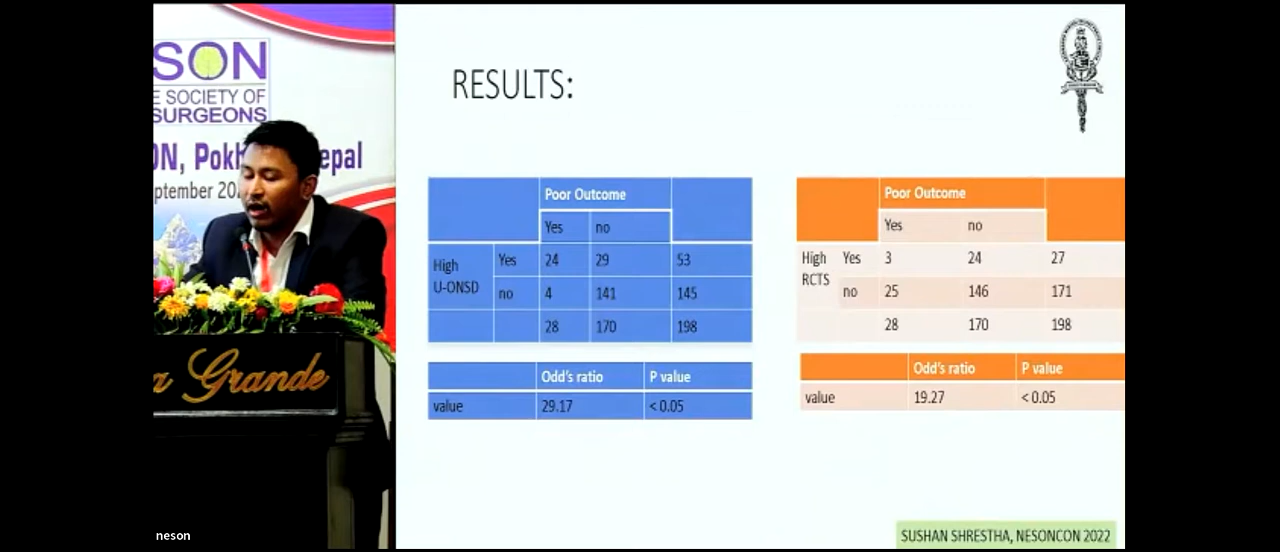 SON
E SOCIETY OF
SURGEONS
ON, Pokh epal
eptember 20
a Grande
neson
RESULTS:
Poor Outcome
Yes no
High U-ONSD Yes 24 29 53
no 4 141 145
28 170 198
Odd's ratio P value
value 29.17 < 0.05
Poor Outcome
Yes no
High RCTS Yes 3 24 27
no 25 146 171
28 170 198
Odd's ratio P value
value 19.27 < 0.05
SUSHAN SHRESTHA, NESONCON 2022